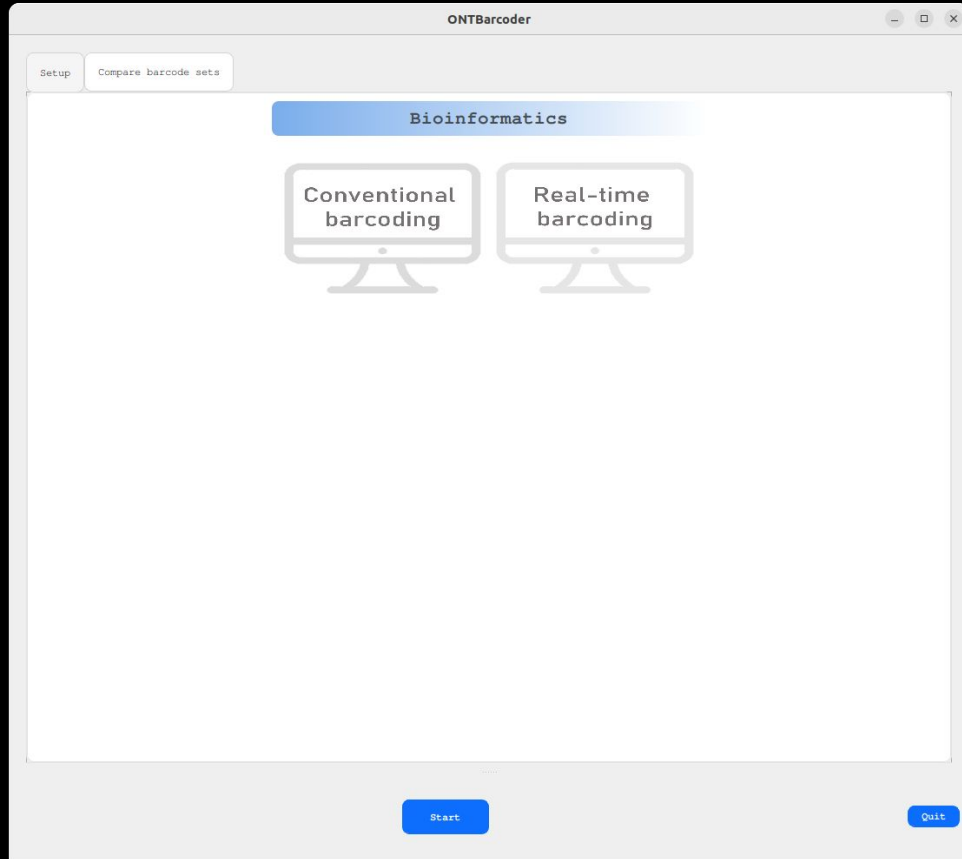 ONTBarcoder
Setup
Compare barcode sets
Bioinformatics
Conventional
barcoding
Real-time
barcoding
Start
Quit